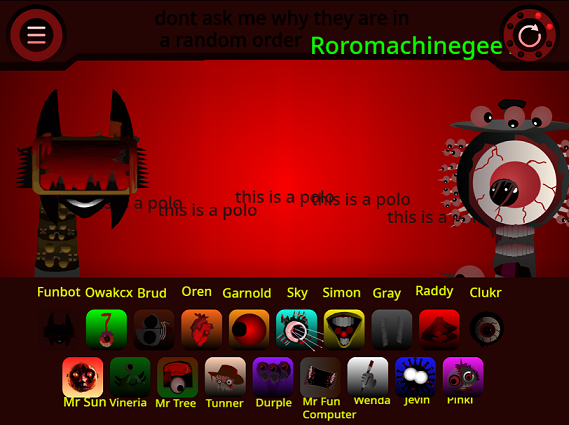 dont ask me why they are in
a random order
Roromachinegee
a polo
this is a polo
this is a polo
this is a polo
this is a
Funbot Owakcx Brud Oren Garnold Sky Simon Gray Raddy Clukr
Mr Sun Vineria Mr Tree Tunner Durple Mr Fun Computer Wenda Jevin Pinki